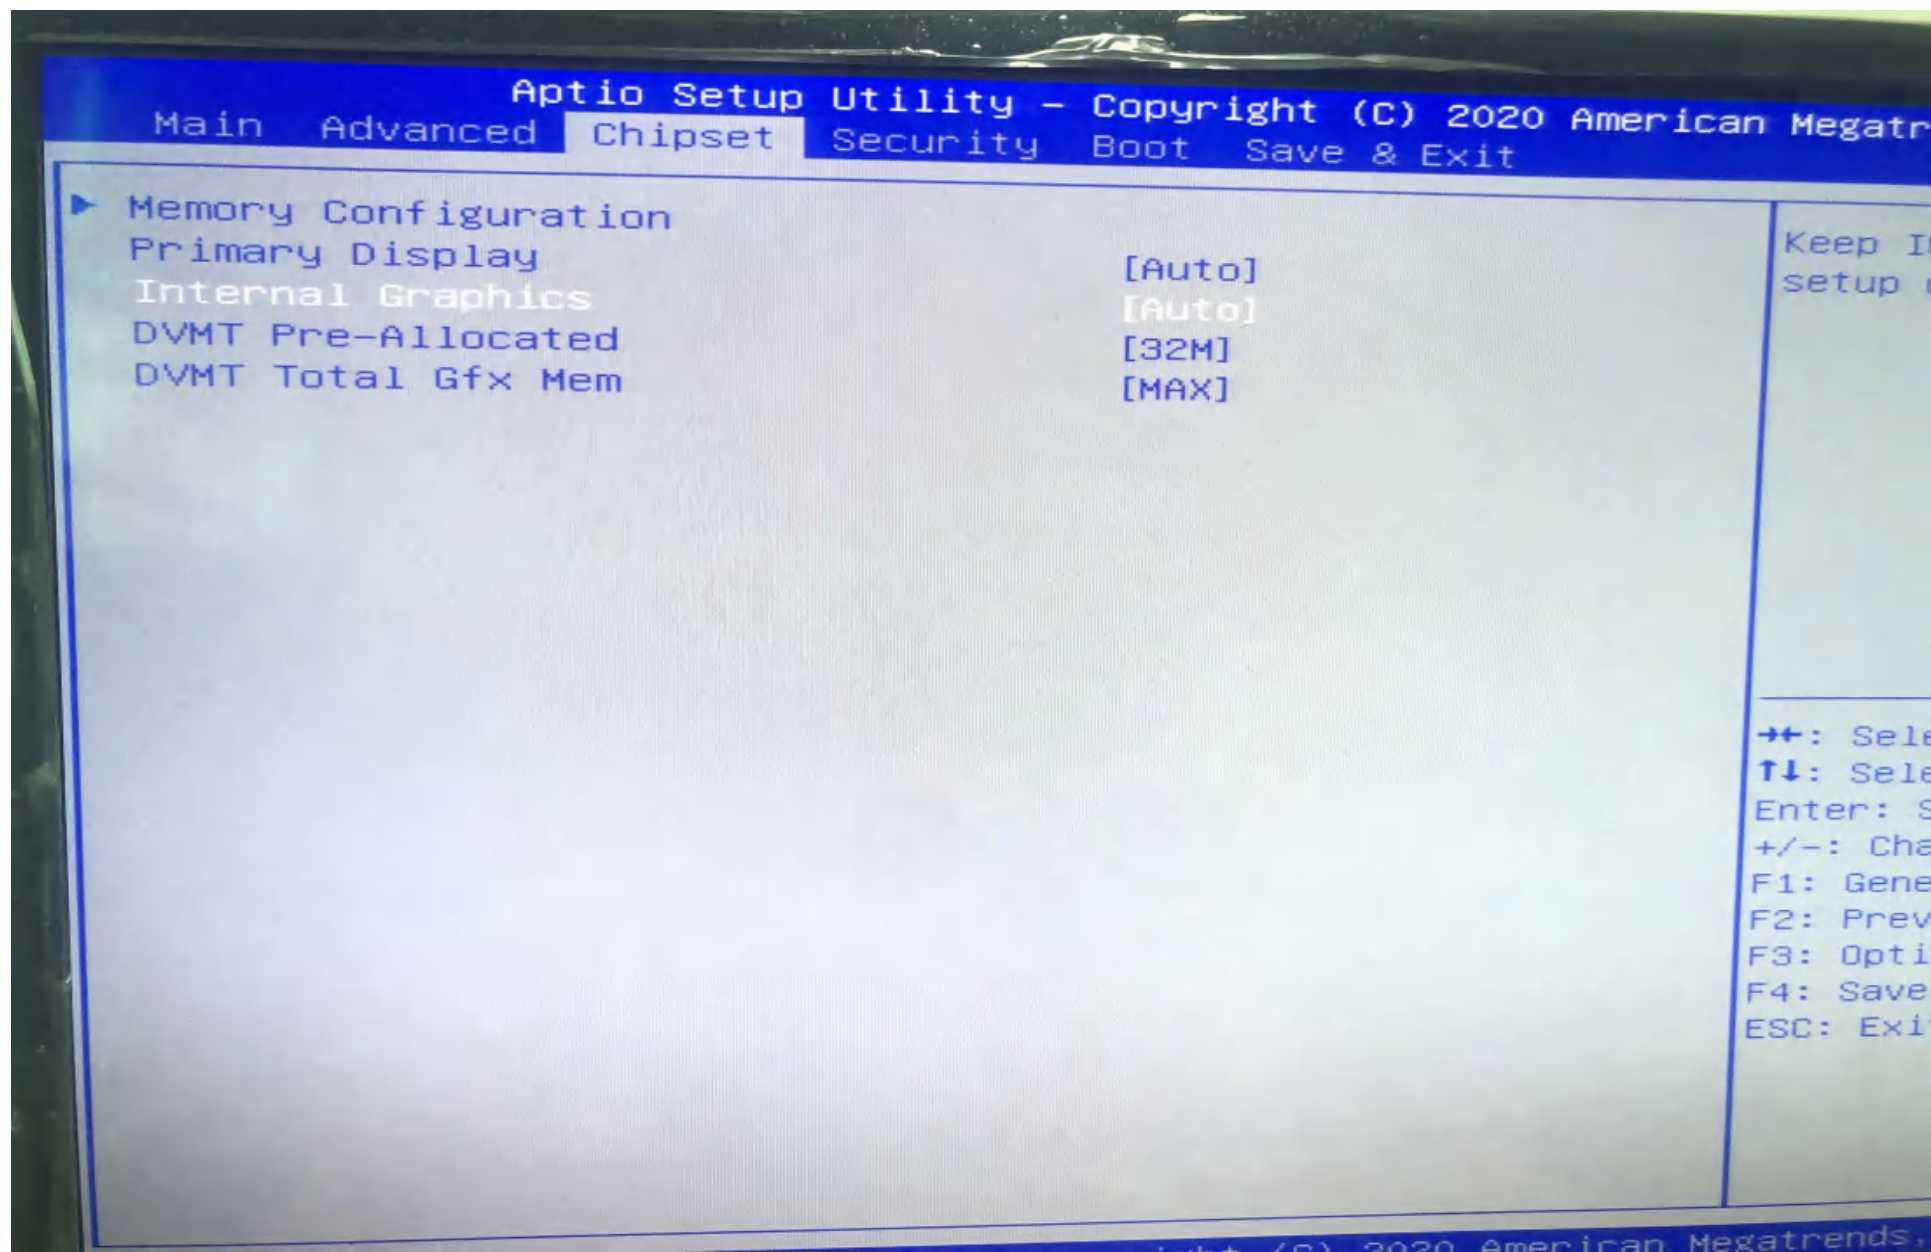 Aptio Setup Utility - Copyright (C) 2020 American Megatr
Main Advanced Chipset Security Boot Save & Exit
Memory Configuration
Primary Display [Auto]
Internal Graphics [Auto]
DVMT Pre-Allocated [32M]
DVMT Total Gfx Mem [MAX]
Keep
setup
→←: Sele
↑↓: Sele
Enter: S
+/-: Cha
F1: Gene
F2: Prev
F3: Opti
F4: Save
ESC: Exi
(C) 2020 American Megatrends,